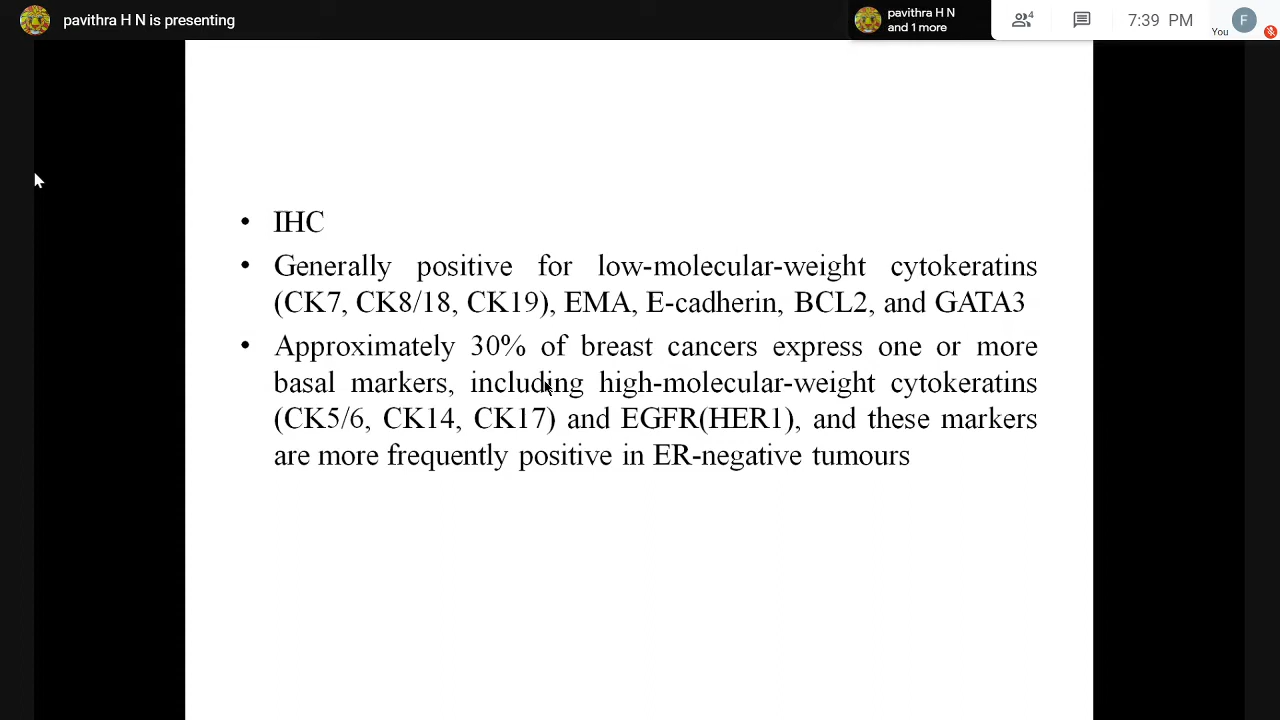 pavithra H N is presenting
pavithra H N
and 1 more
4
7:39 PM
You
F
• IHC
• Generally positive for low-molecular-weight cytokeratins
(CK7, CK8/18, CK19), EMA, E-cadherin, BCL2, and GATA3
• Approximately 30% of breast cancers express one or more
basal markers, including high-molecular-weight cytokeratins
(CK5/6, CK14, CK17) and EGFR(HER1), and these markers
are more frequently positive in ER-negative tumours